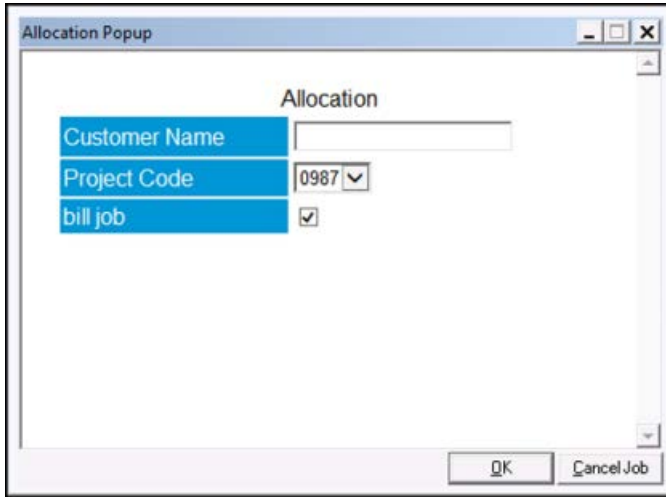 Allocation Popup
Allocation
Customer Name
Project Code 0987
bill job
OK Cancel Job